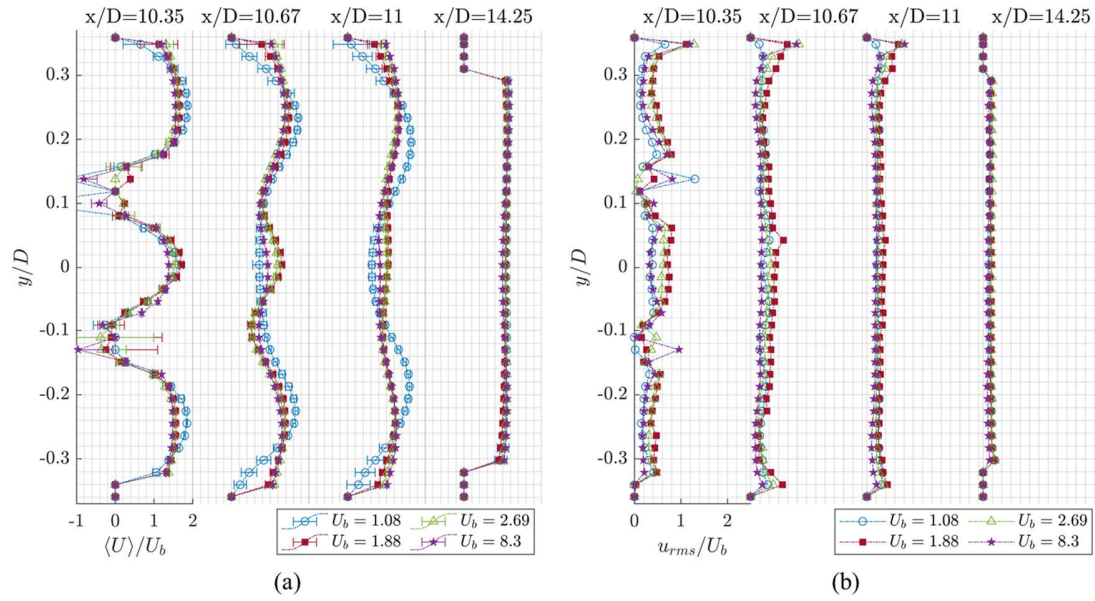 x/D=10.35 x/D=10.67 x/D=11 x/D=14.25
0.3
0.2
0.1
0
-0.1
-0.2
-0.3
y/D
-1 0 1 2
⟨U⟩/U_b
U_b = 1.08 U_b = 2.69
U_b = 1.88 U_b = 8.3
(a)
x/D=10.35 x/D=10.67 x/D=11 x/D=14.25
0.3
0.2
0.1
0
-0.1
-0.2
-0.3
y/D
0 1 2
u_{rms}/U_b
U_b = 1.08 U_b = 2.69
U_b = 1.88 U_b = 8.3
(b)